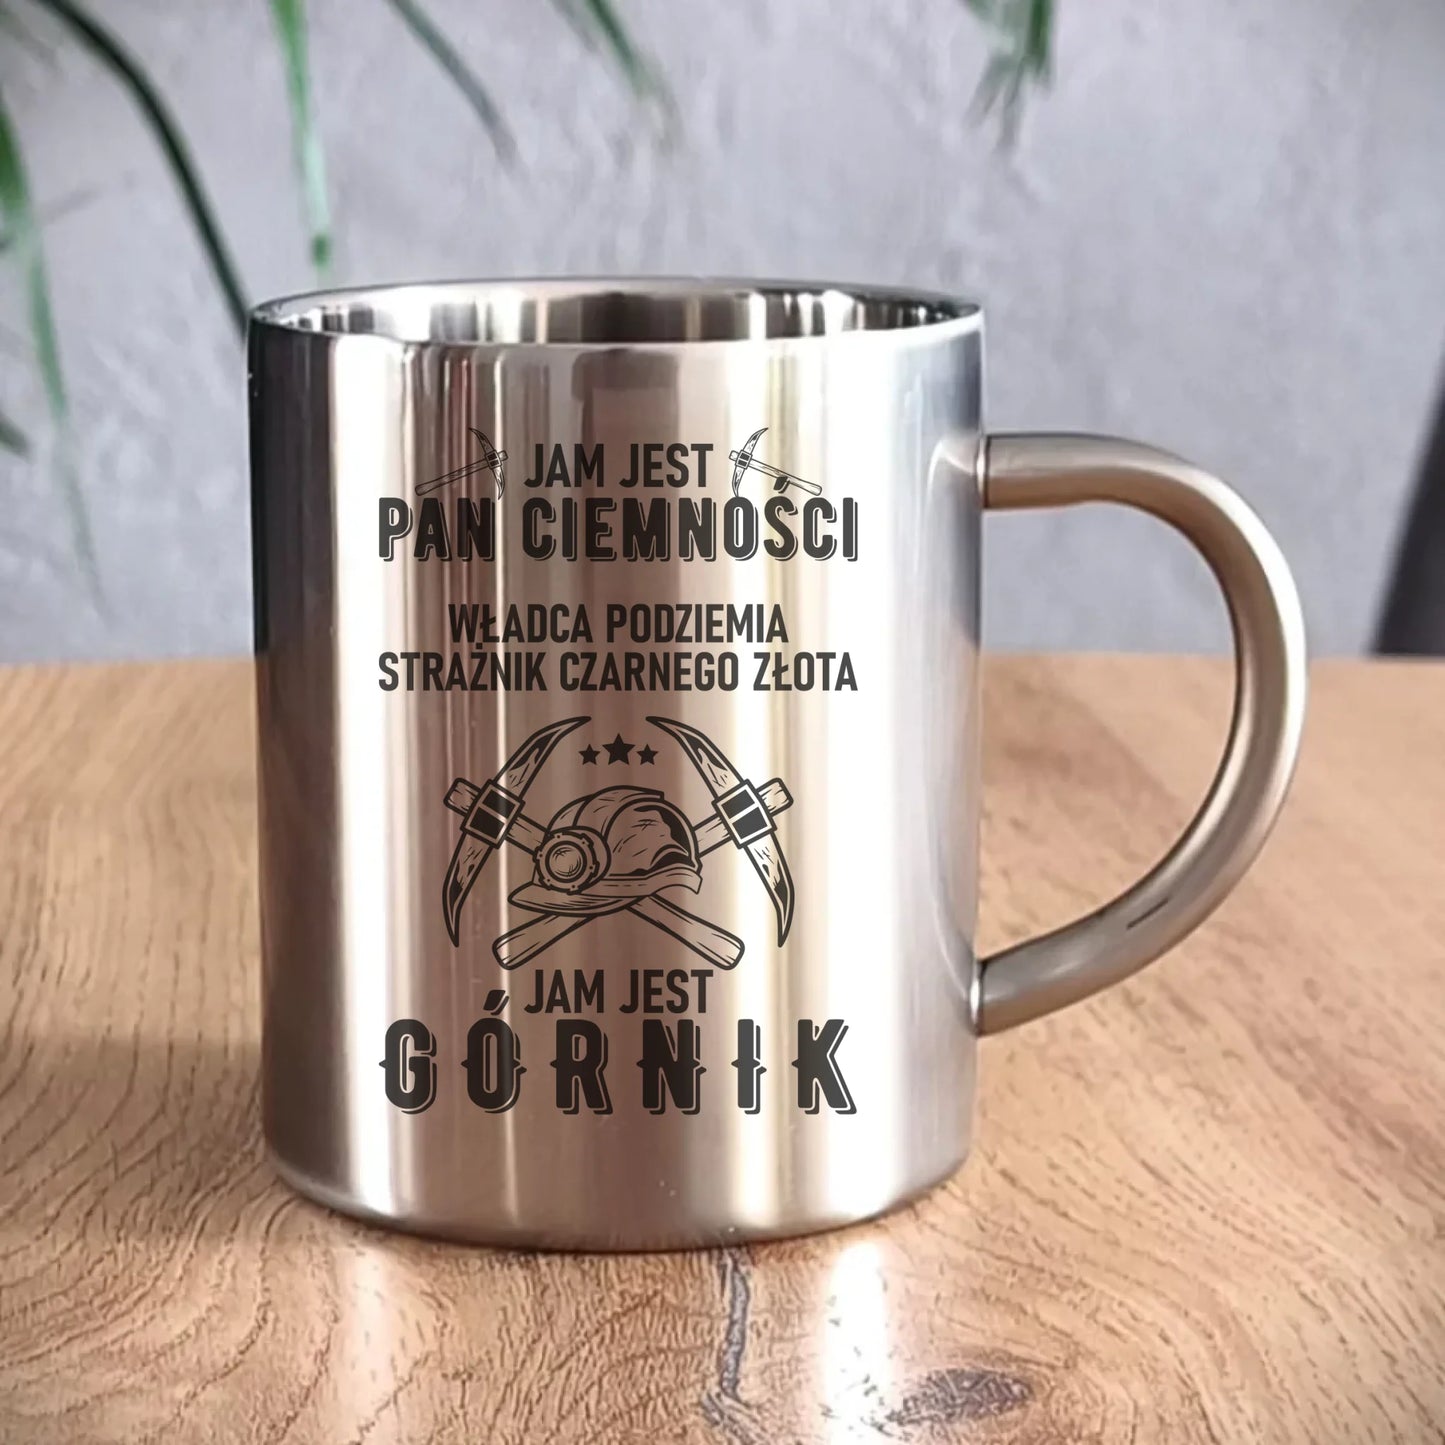 JAM JEST
PAN CIEMNOŚCI
WŁADCA PODZIEMIA
STRAŻNIK CZARNEGO ZŁOTA
JAM JEST
GÓRNIK